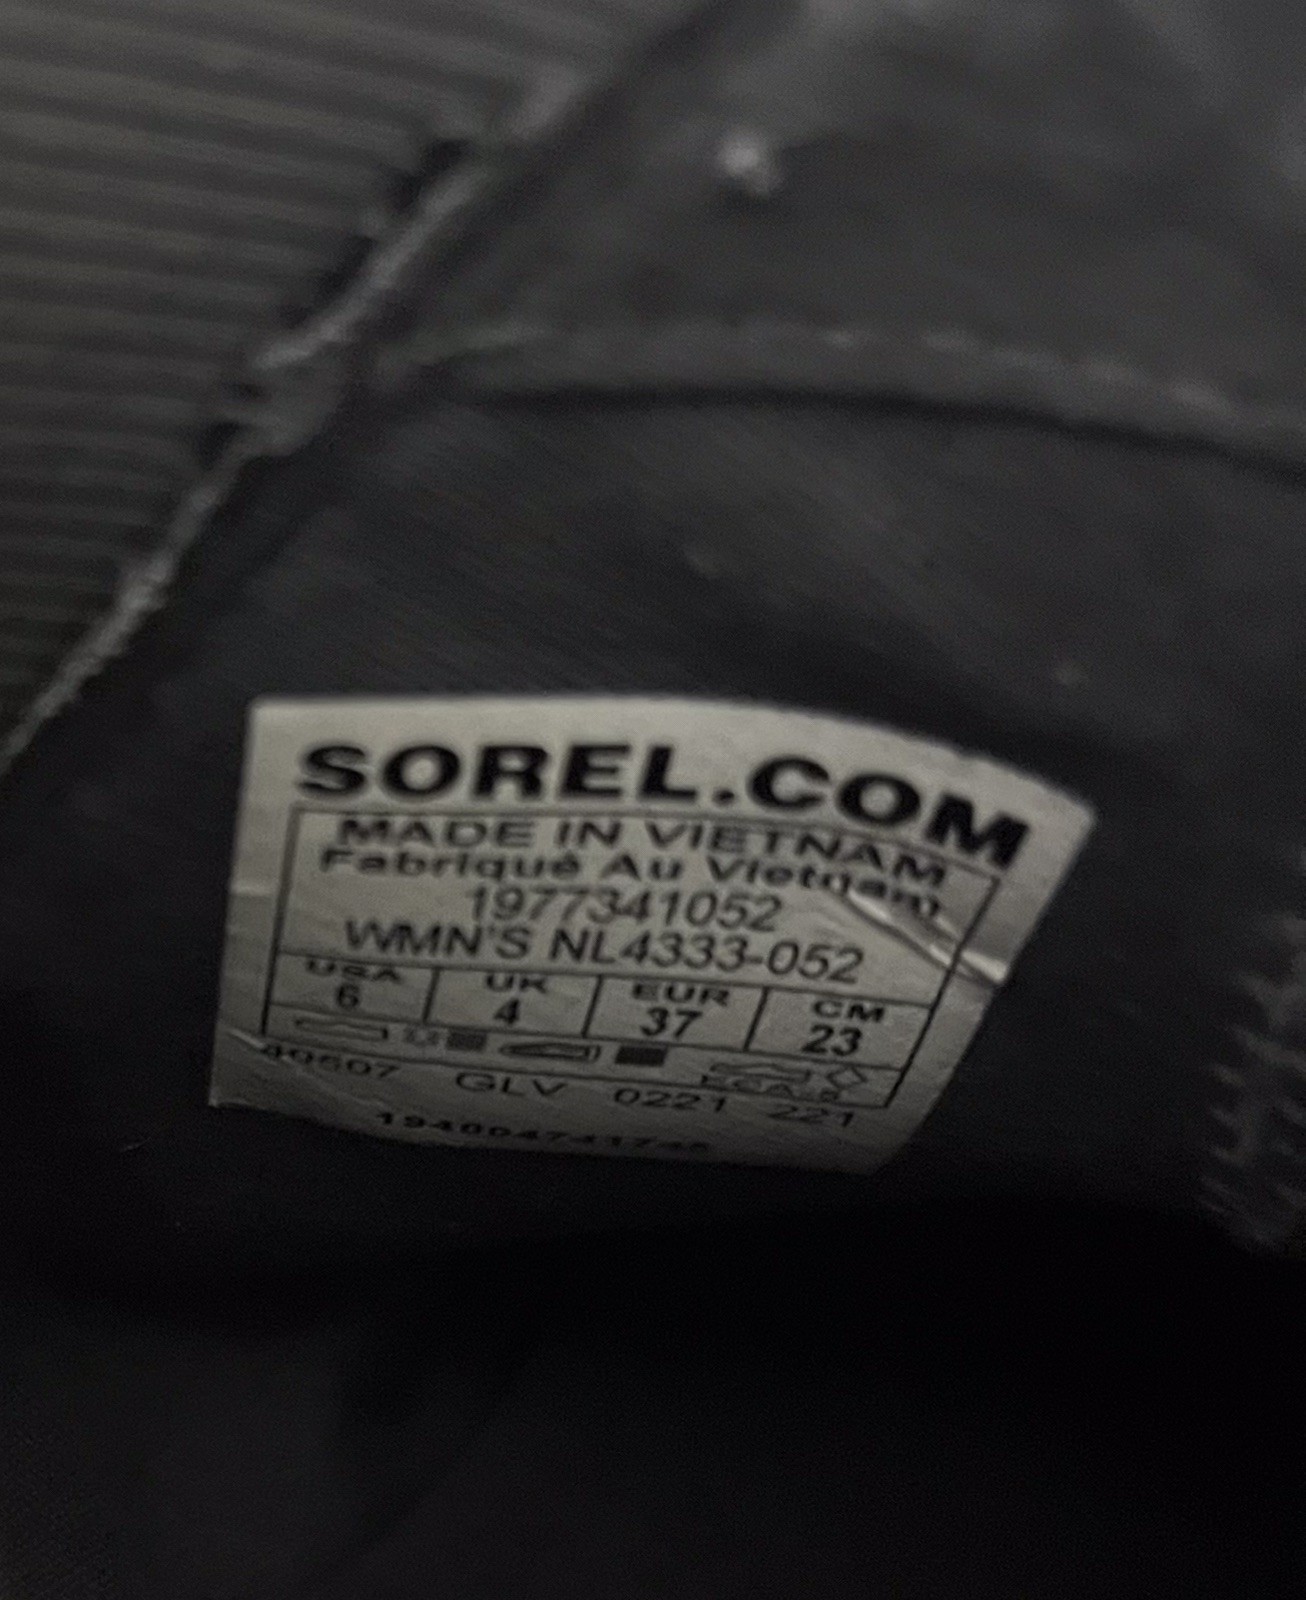 SOREL.COM
MADE IN VIETNAM
Fabriqué Au Vietnam
1977341052
WMN'S NL4333-052
USA UK EUR CM
6 4 37 23
GLV 0221 221